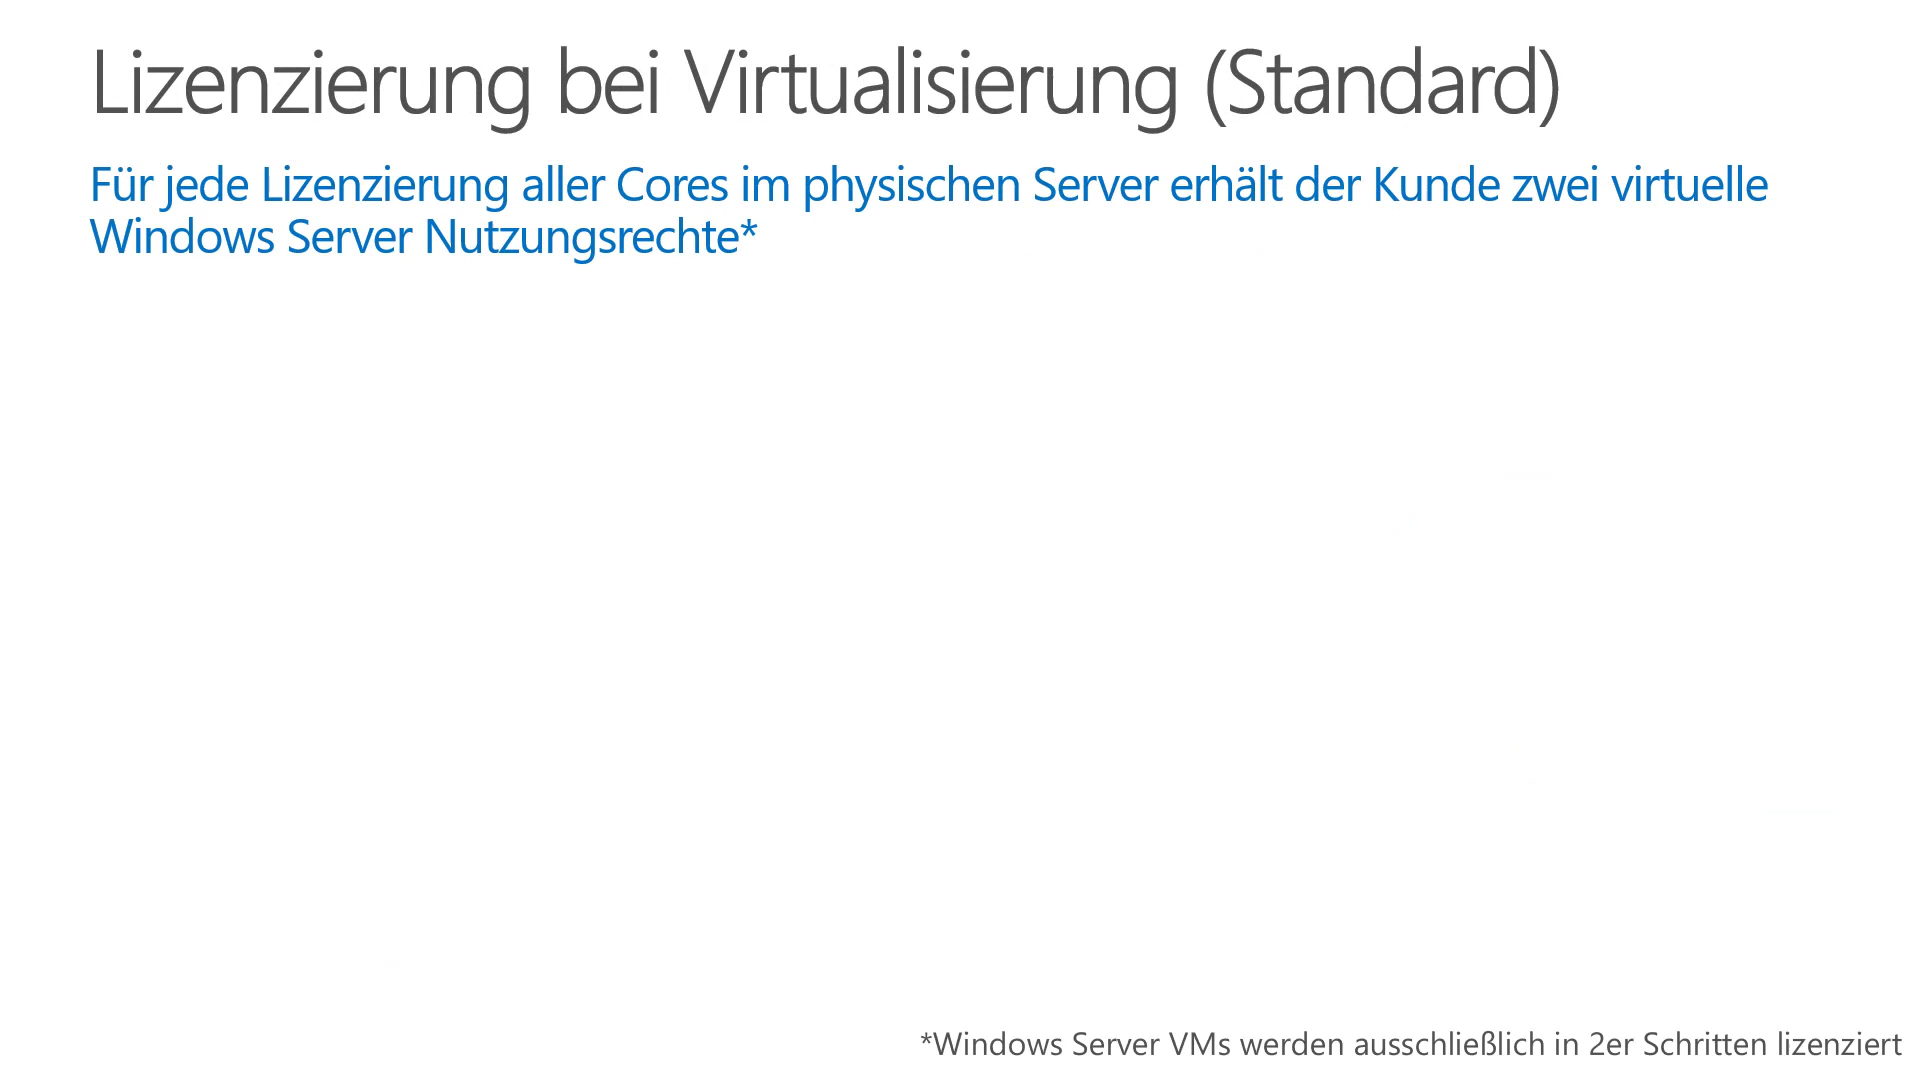 Lizenzierung bei Virtualisierung (Standard)
Für jede Lizenzierung aller Cores im physischen Server erhält der Kunde zwei virtuelle
Windows Server Nutzungsrechte*
*Windows Server VMs werden ausschließlich in 2er Schritten lizenziert